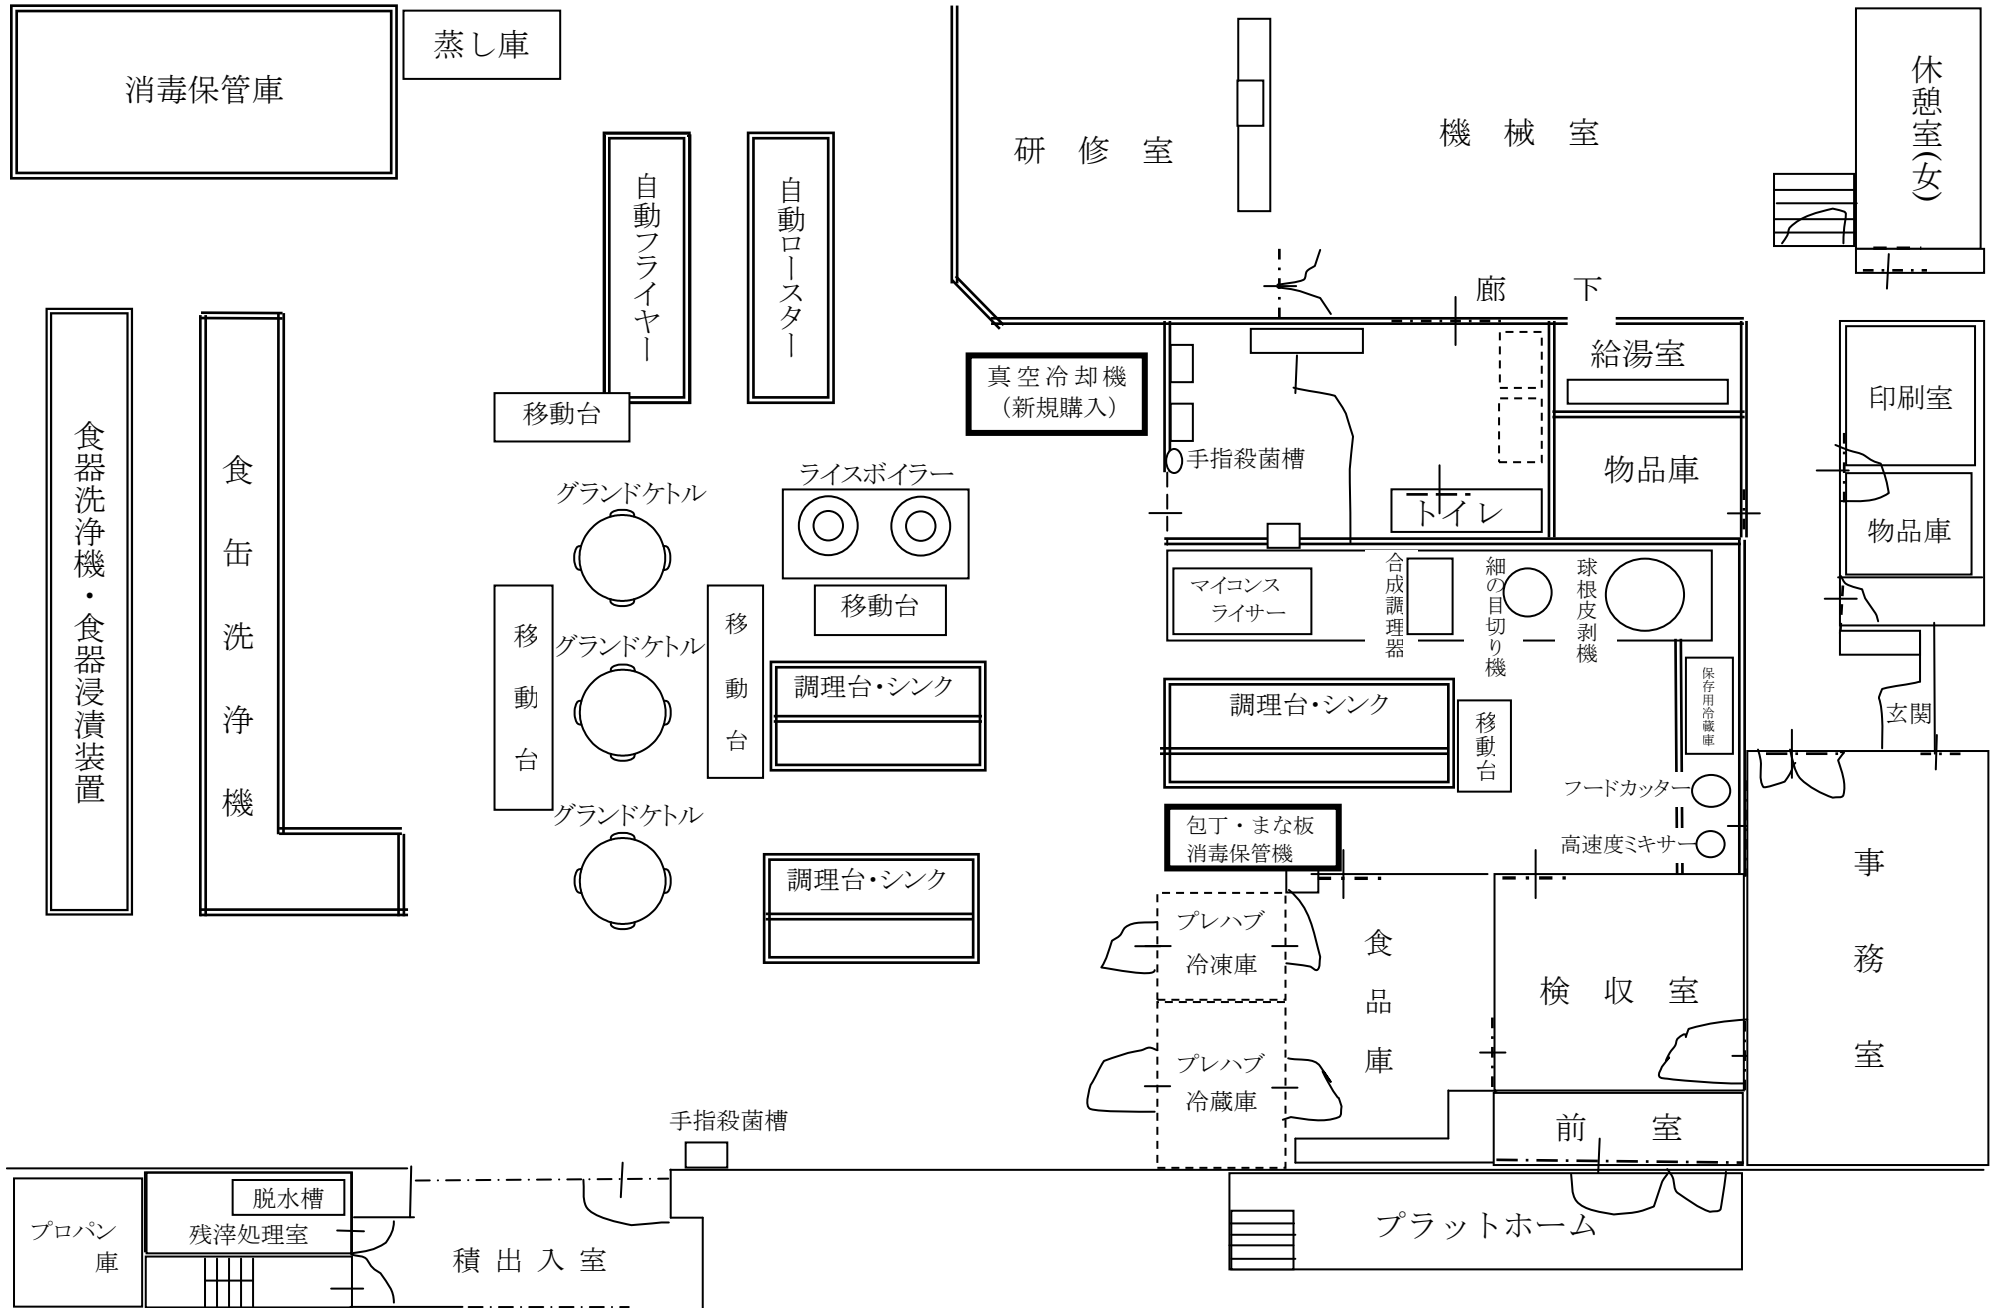 消毒保管庫
蒸し庫
研修室
機械室
休憩室(女)
自動フライヤー
自動ロースター
廊下
移動台
真空冷却機
（新規購入）
給湯室
印刷室
手指殺菌槽
物品庫
トイレ
物品庫
食器洗浄機・食器浸漬装置
食缶洗浄機
グランドケトル
ライスボイラー
移動台
移動台
グランドケトル
移動台
調理台・シンク
グランドケトル
調理台・シンク
マイコンス
ライサー
合成調理器
細の目切り機
球根皮剥機
保存用冷蔵庫
調理台・シンク
移動台
玄関
フードカッター
高速度ミキサー
包丁・まな板
消毒保管機
プレハブ
冷凍庫
食品庫
検収室
事務室
プレハブ
冷蔵庫
前室
手指殺菌槽
プロパン
庫
脱水槽
残滓処理室
積出入室
プラットホーム